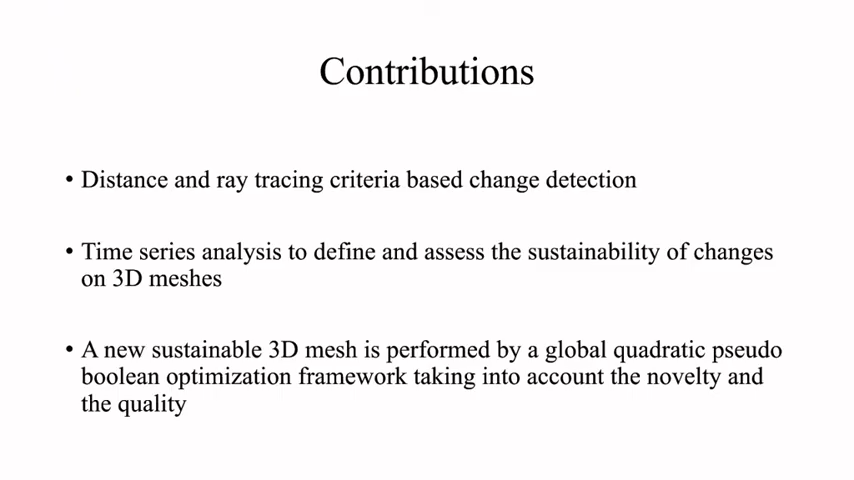 Contributions
• Distance and ray tracing criteria based change detection
• Time series analysis to define and assess the sustainability of changes
on 3D meshes
• A new sustainable 3D mesh is performed by a global quadratic pseudo
boolean optimization framework taking into account the novelty and
the quality